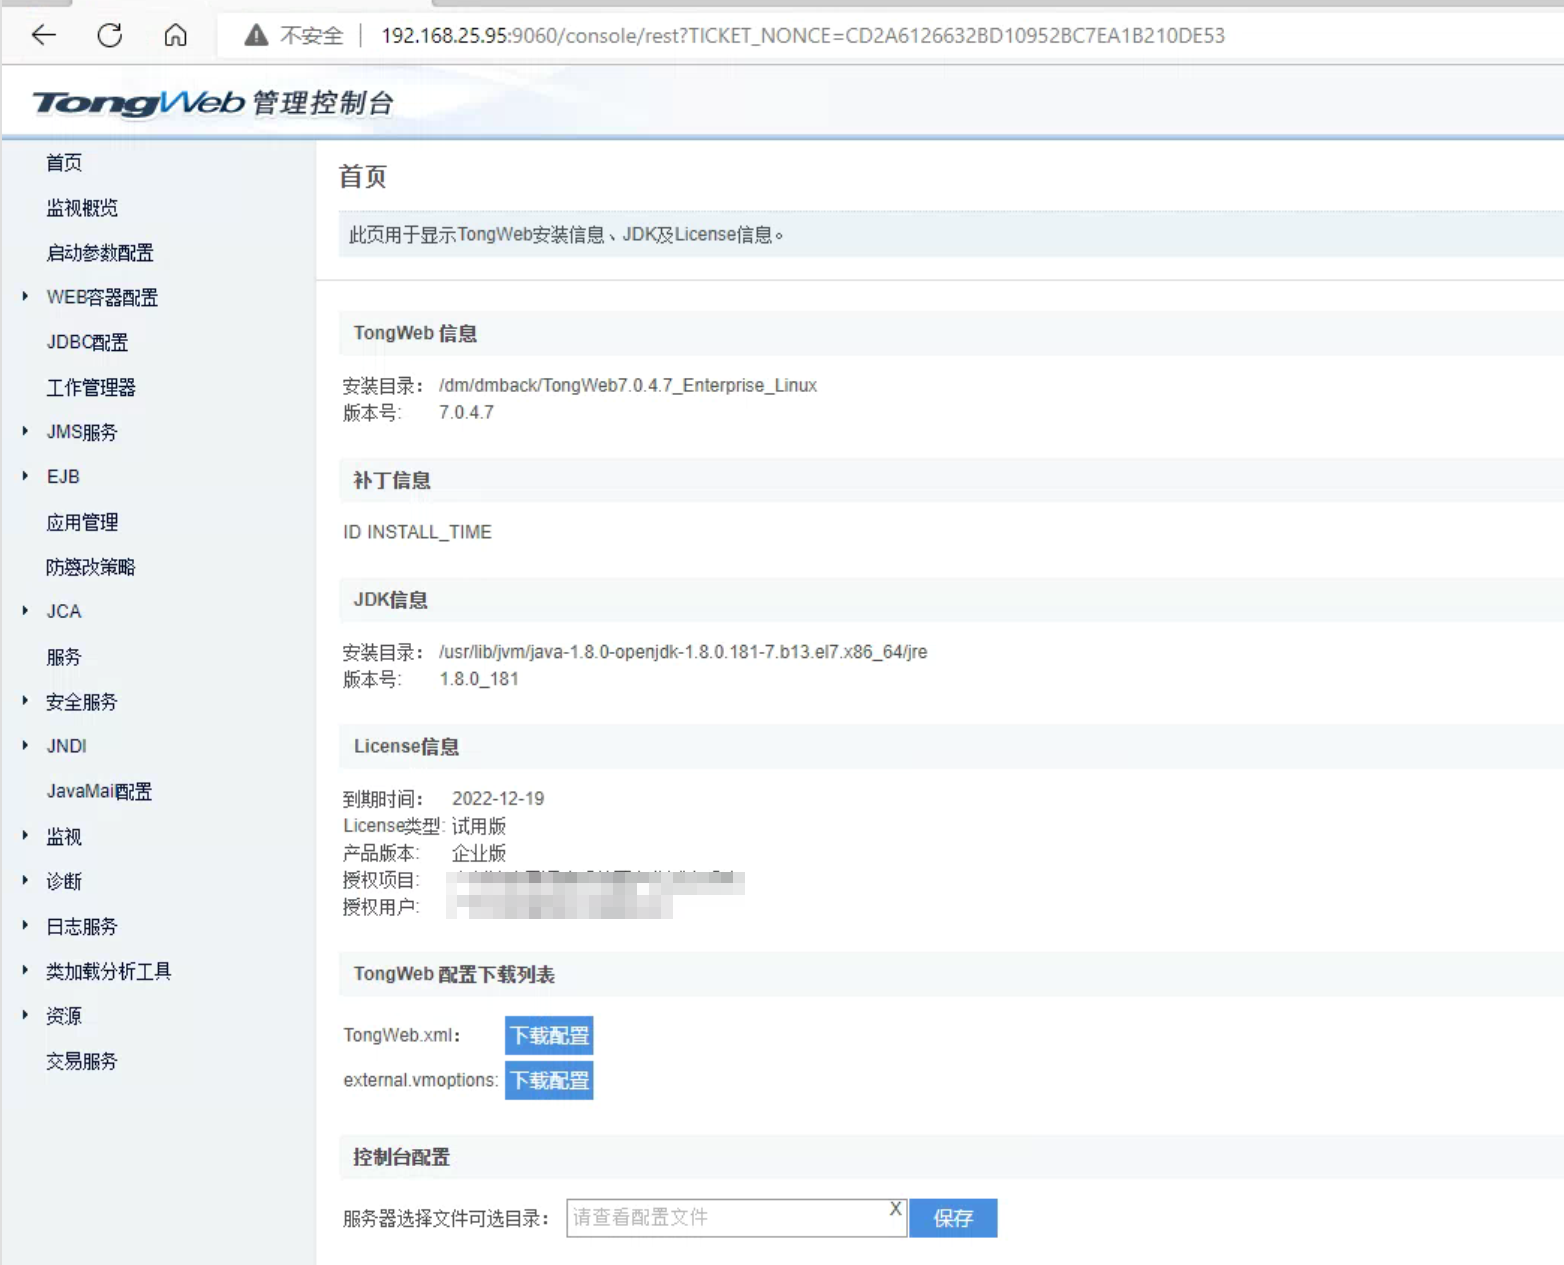 不安全 192.168.25.95:9060/console/rest?TICKET_NONCE=CD2A6126632BD10952BC7EA1B210DE53
TongWeb 管理控制台
首页
监视概览
启动参数配置
WEB容器配置
JDBC配置
工作管理器
JMS服务
EJB
应用管理
防篡改策略
JCA
服务
安全服务
JNDI
JavaMail配置
监视
诊断
日志服务
类加载分析工具
资源
交易服务
首页
此页用于显示TongWeb安装信息、JDK及License信息。
TongWeb 信息
安装目录： /dm/dmback/TongWeb7.0.4.7_Enterprise_Linux
版本号: 7.0.4.7
补丁信息
ID INSTALL_TIME
JDK信息
安装目录： /usr/lib/jvm/java-1.8.0-openjdk-1.8.0.181-7.b13.el7.x86_64/jre
版本号: 1.8.0_181
License信息
到期时间： 2022-12-19
License类型: 试用版
产品版本: 企业版
授权项目:
授权用户:
TongWeb 配置下载列表
TongWeb.xml： 下载配置
external.vmoptions: 下载配置
控制台配置
服务器选择文件可选目录： 请查看配置文件 X 保存